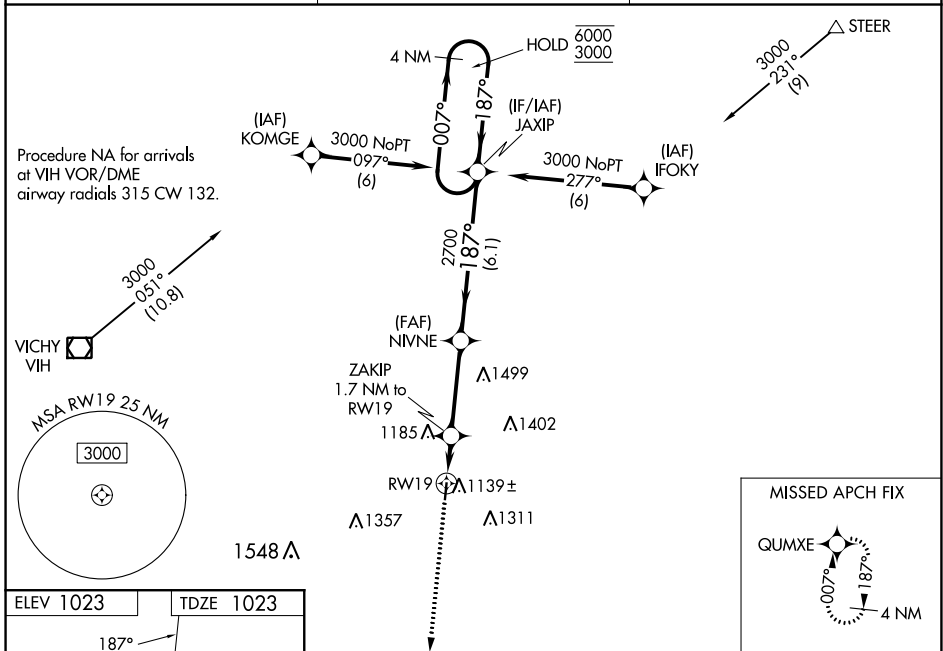 STEER
3000
231°
(9)
HOLD 6000
3000
4 NM
007°
187°
(IF/IAF)
JAXIP
(IAF)
KOMGE
3000 NoPT
097°
(6)
3000 NoPT
277°
(6)
(IAF)
IFOKY
Procedure NA for arrivals
at VIH VOR/DME
airway radials 315 CW 132.
2700
187°
(6.1)
3000
051°
(10.8)
VICHY
VIH
(FAF)
NIVNE
1499
ZAKIP
1.7 NM to
RW19
1185
1402
MSA RW19 25 NM
3000
RW19
1139±
1357
1311
1548
MISSED APCH FIX
QUMXE
007°
187°
4 NM
ELEV 1023
TDZE 1023
187°